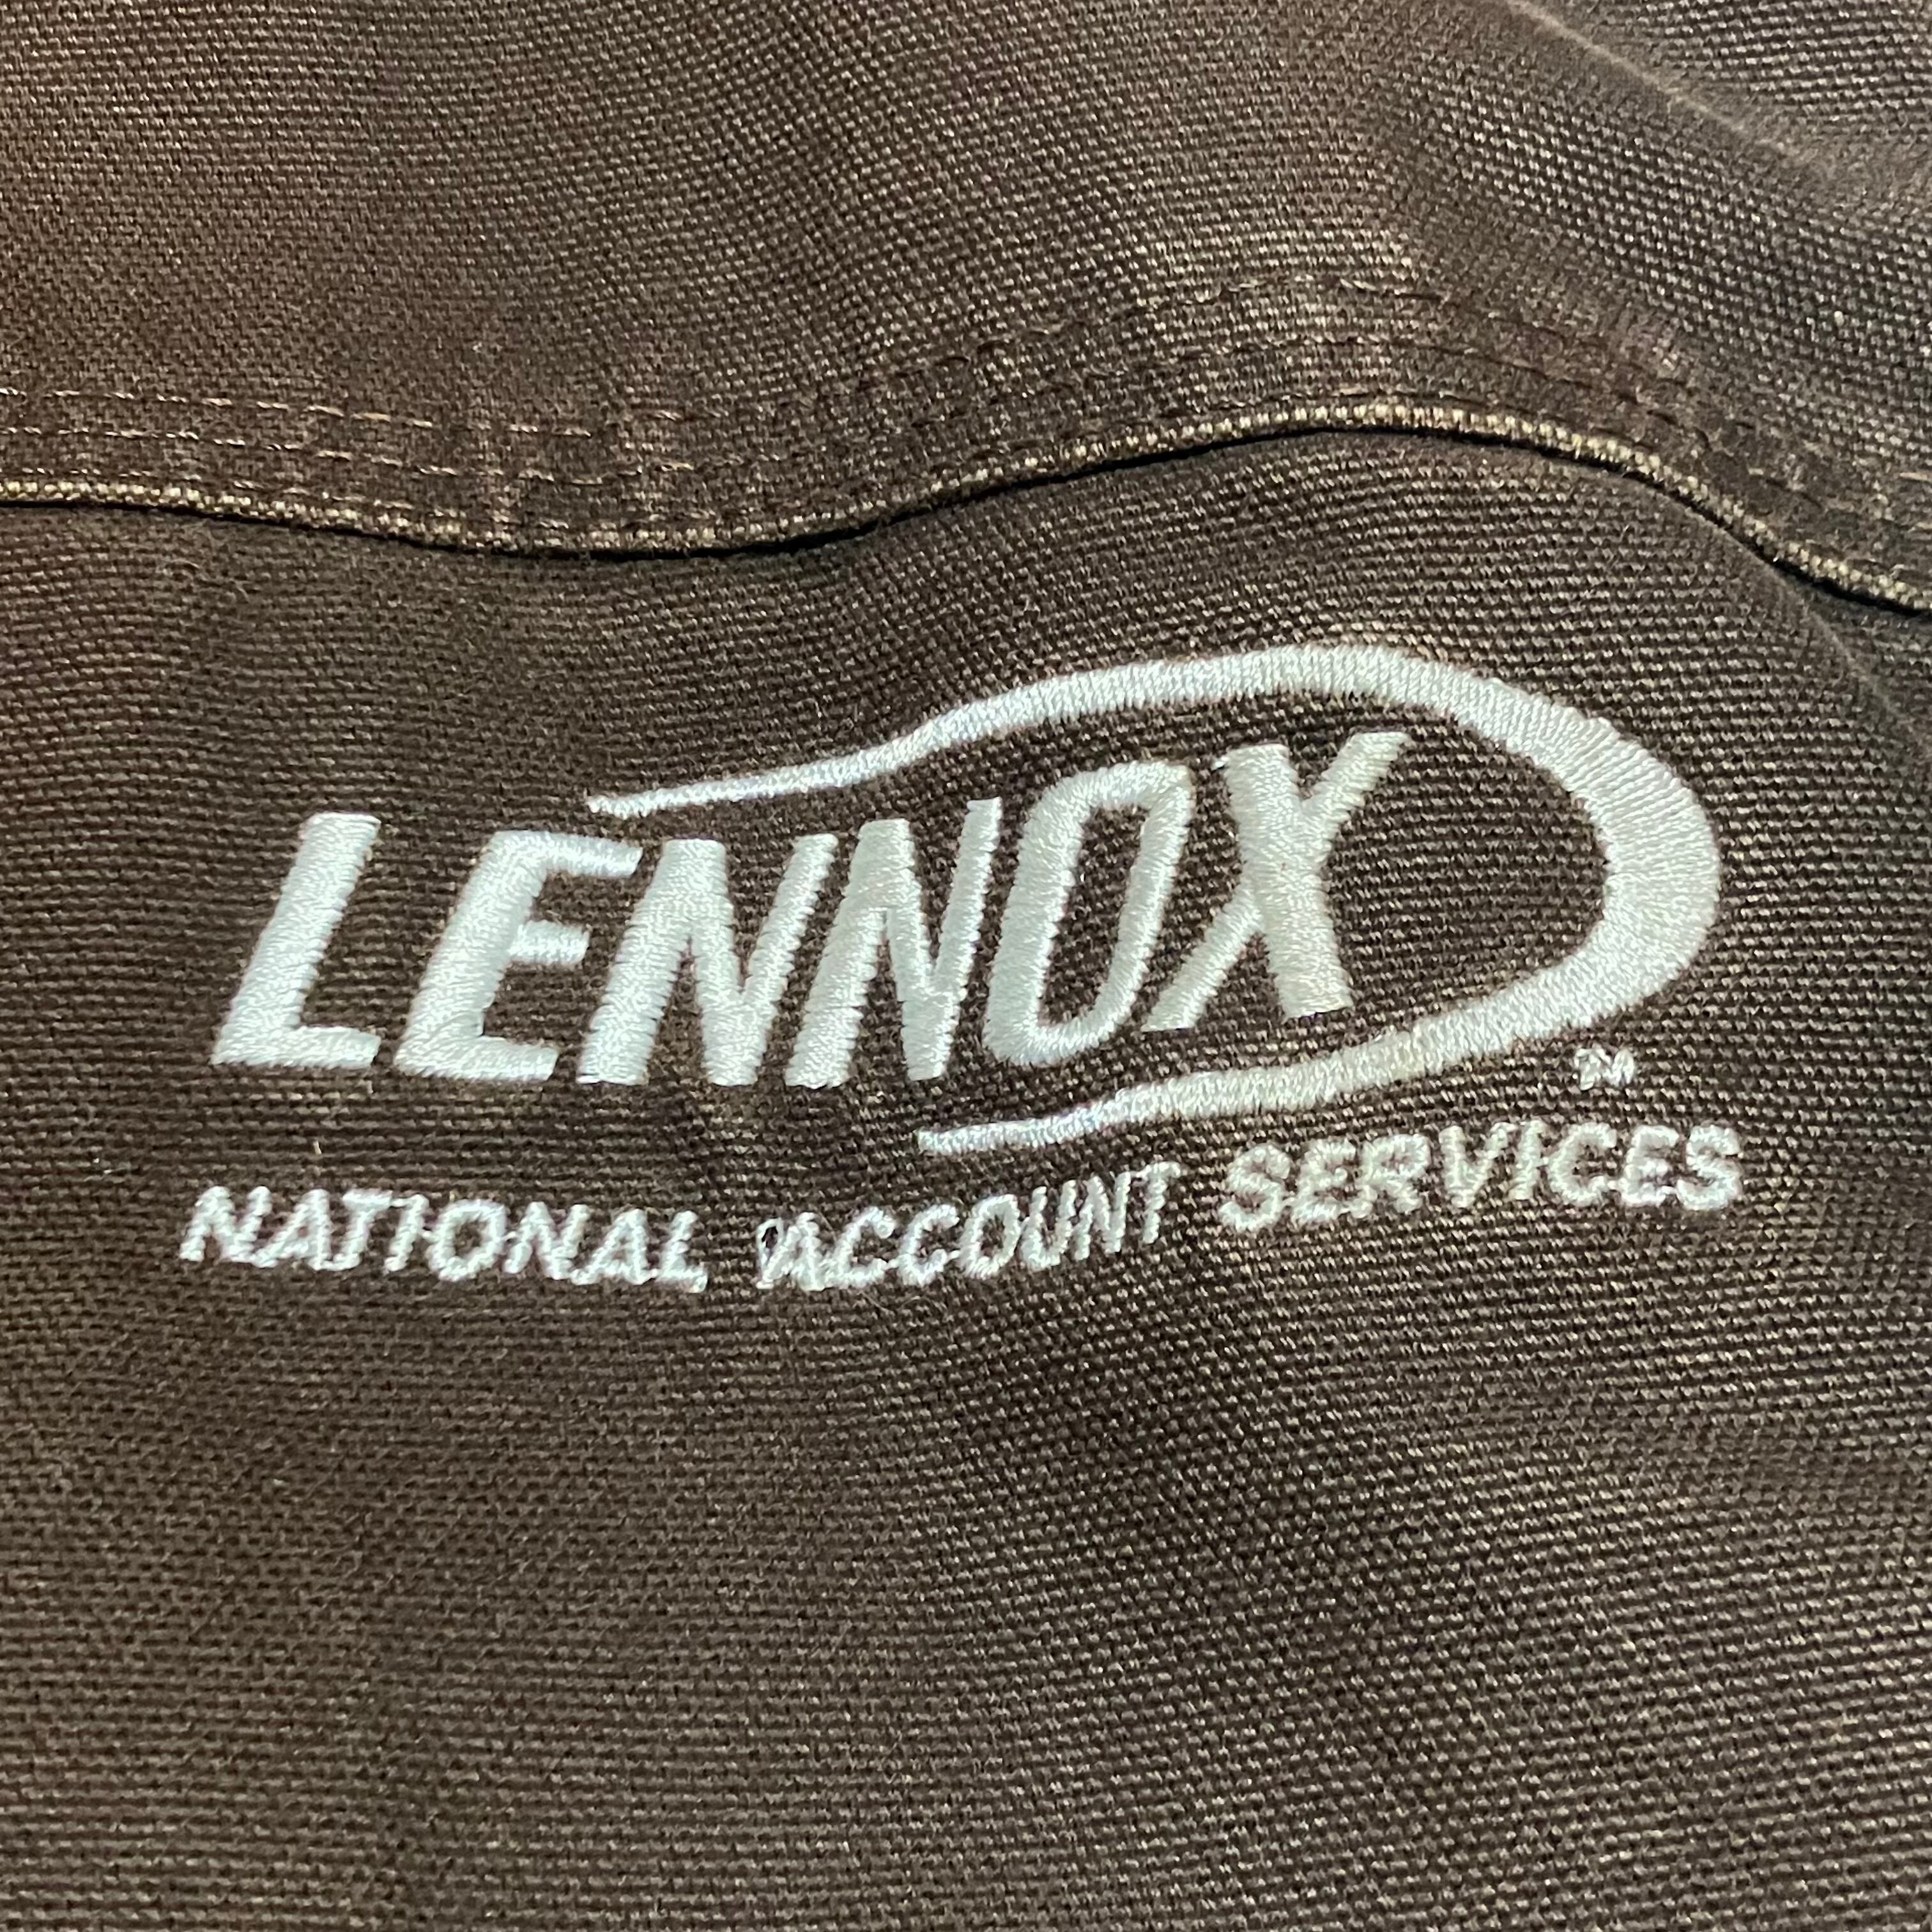 LENNOX
™
NATIONAL ACCOUNT SERVICES